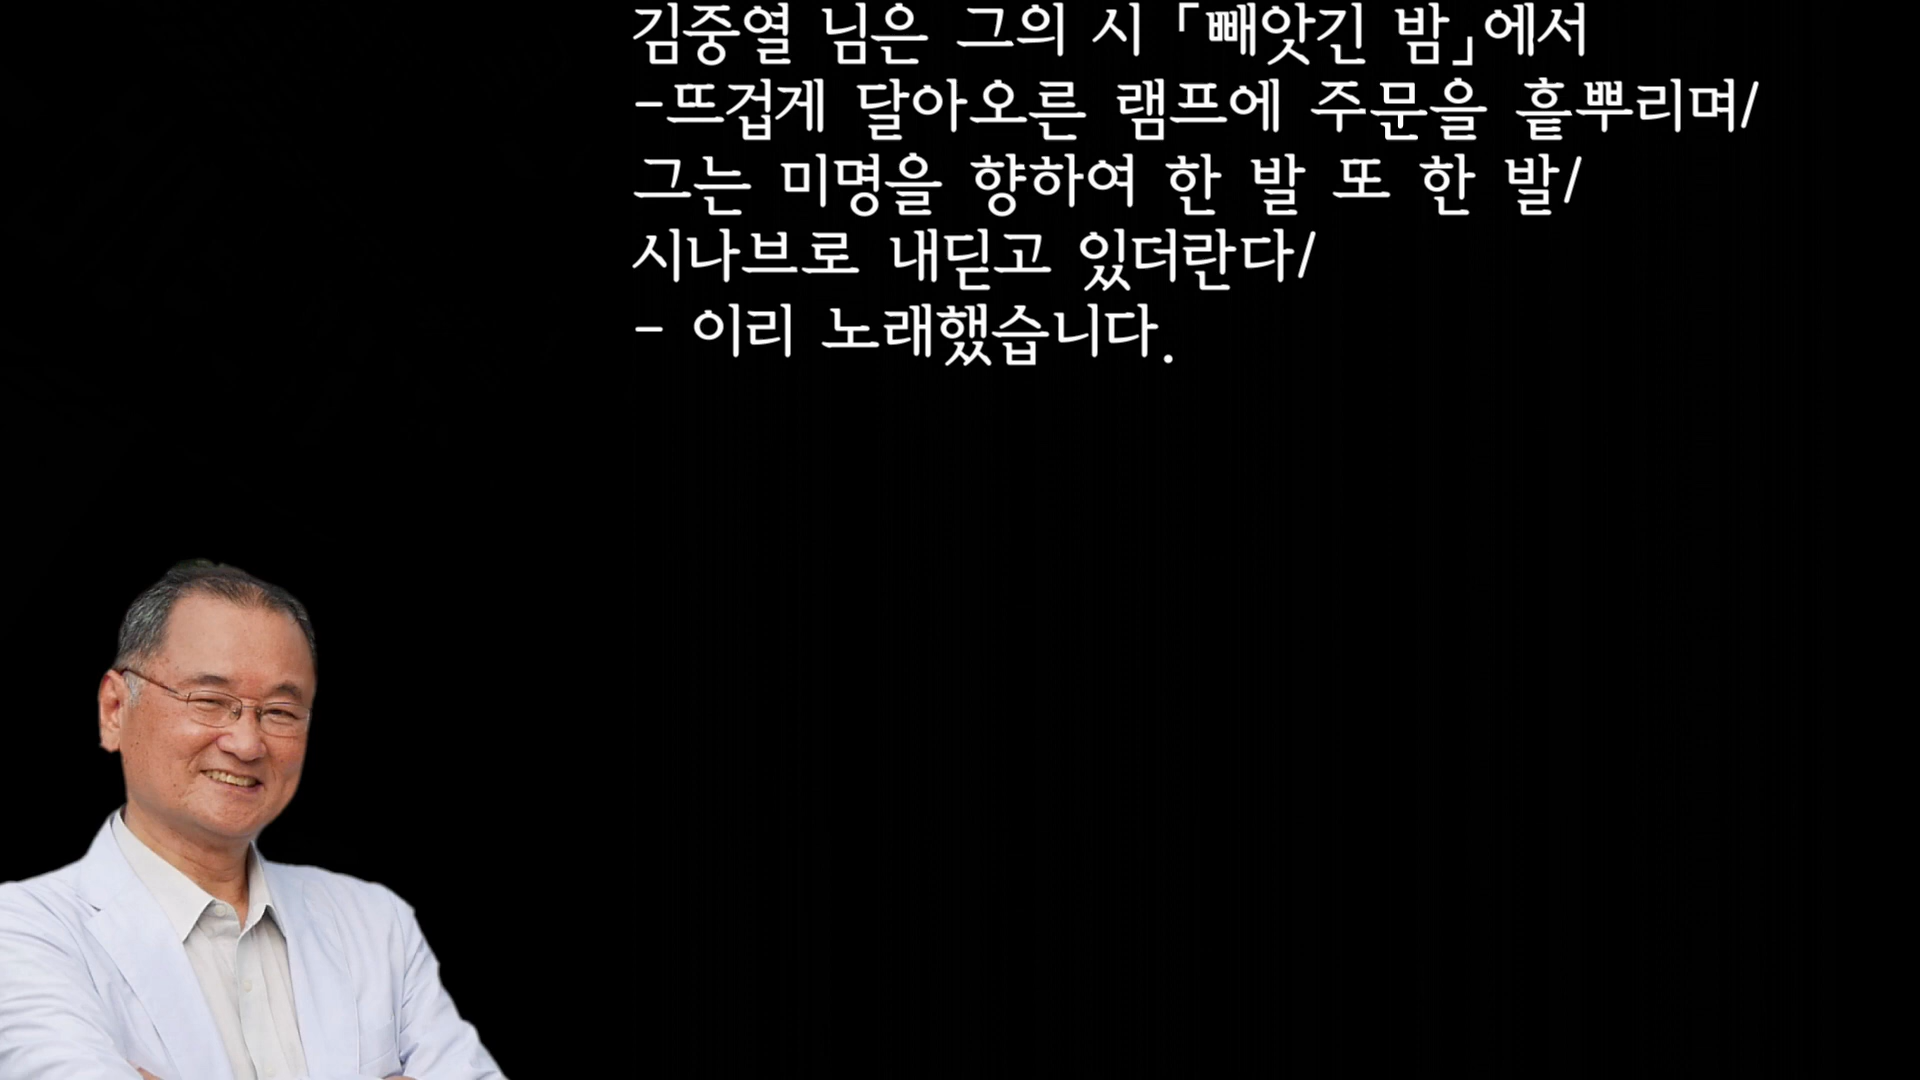 김중열 님은 그의 시 「빼앗긴 밤」에서
-뜨겁게 달아오른 램프에 주문을 흩뿌리며/
그는 미명을 향하여 한 발 또 한 발/
시나브로 내딛고 있더란다/
- 이리 노래했습니다.